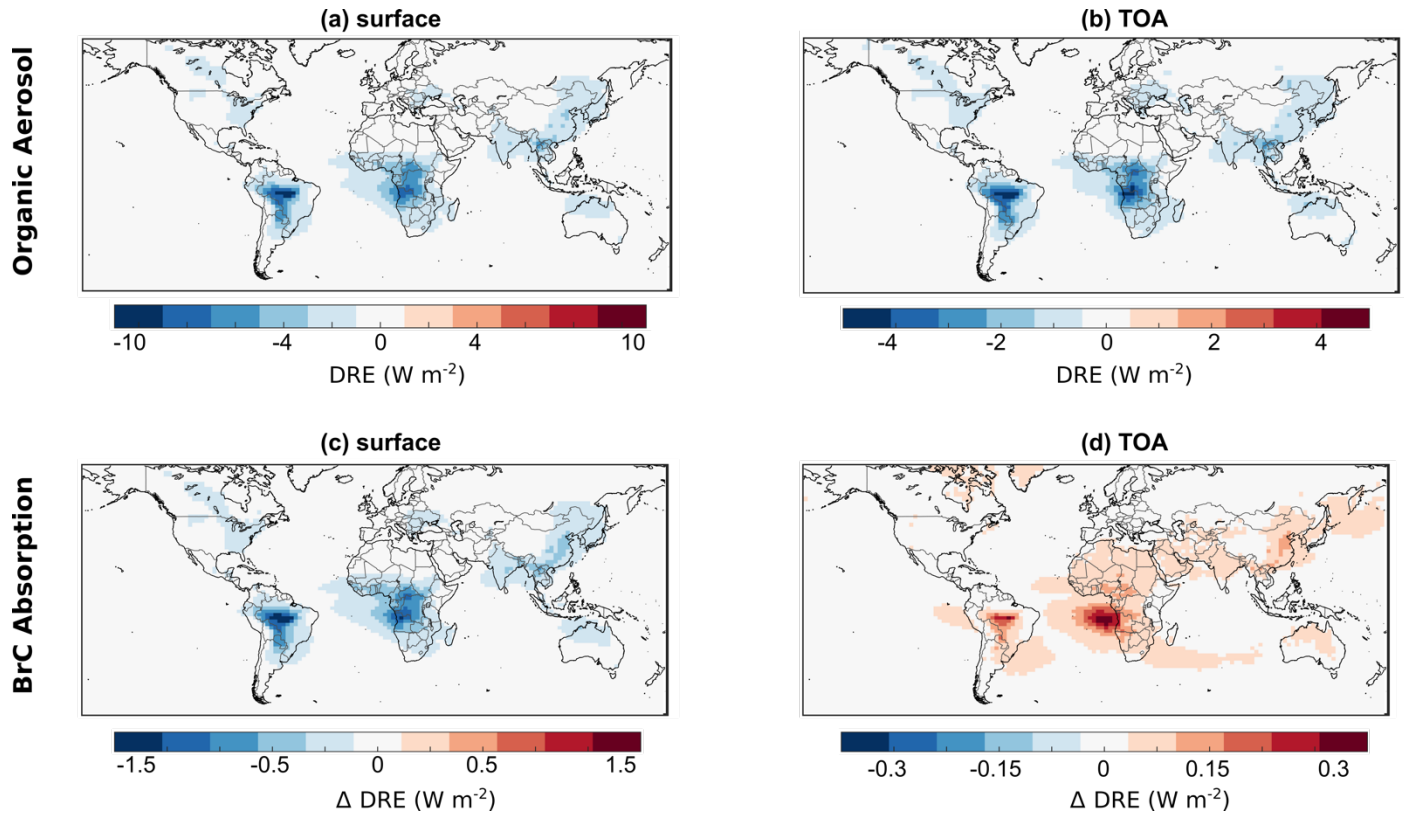 (a) surface
(b) TOA
Organic Aerosol
-10 -4 0 4 10
DRE (W m⁻²)
-4 -2 0 2 4
DRE (W m⁻²)
(c) surface
(d) TOA
BrC Absorption
-1.5 -0.5 0 0.5 1.5
Δ DRE (W m⁻²)
-0.3 -0.15 0 0.15 0.3
Δ DRE (W m⁻²)